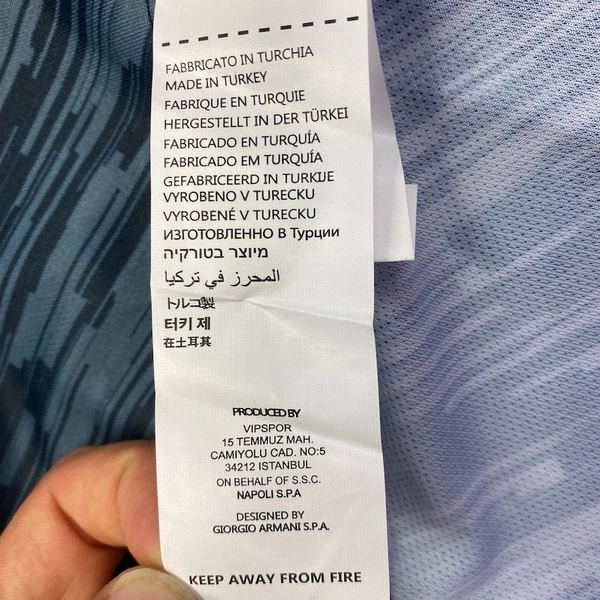 FABBRICATO IN TURCHIA
MADE IN TURKEY
FABRIQUE EN TURQUIE
HERGESTELLT IN DER TÜRKEI
FABRICADO EN TURQUÍA
FABRICADO EM TURQUÍA
GEFABRICEERD IN TURKIJE
VYROBENO V TURECKU
VYROBENÉ V TURECKU
ИЗГОТОВЛЕННО В Турции
מיוצר בטורקיה
المحرز في تركيا
トルコ製
터키 제
在土耳其
PRODUCED BY
VIPSPOR
15 TEMMUZ MAH.
CAMIYOLU CAD. NO:5
34212 ISTANBUL
ON BEHALF OF S.S.C.
NAPOLI S.P.A
DESIGNED BY
GIORGIO ARMANI S.P.A.
KEEP AWAY FROM FIRE